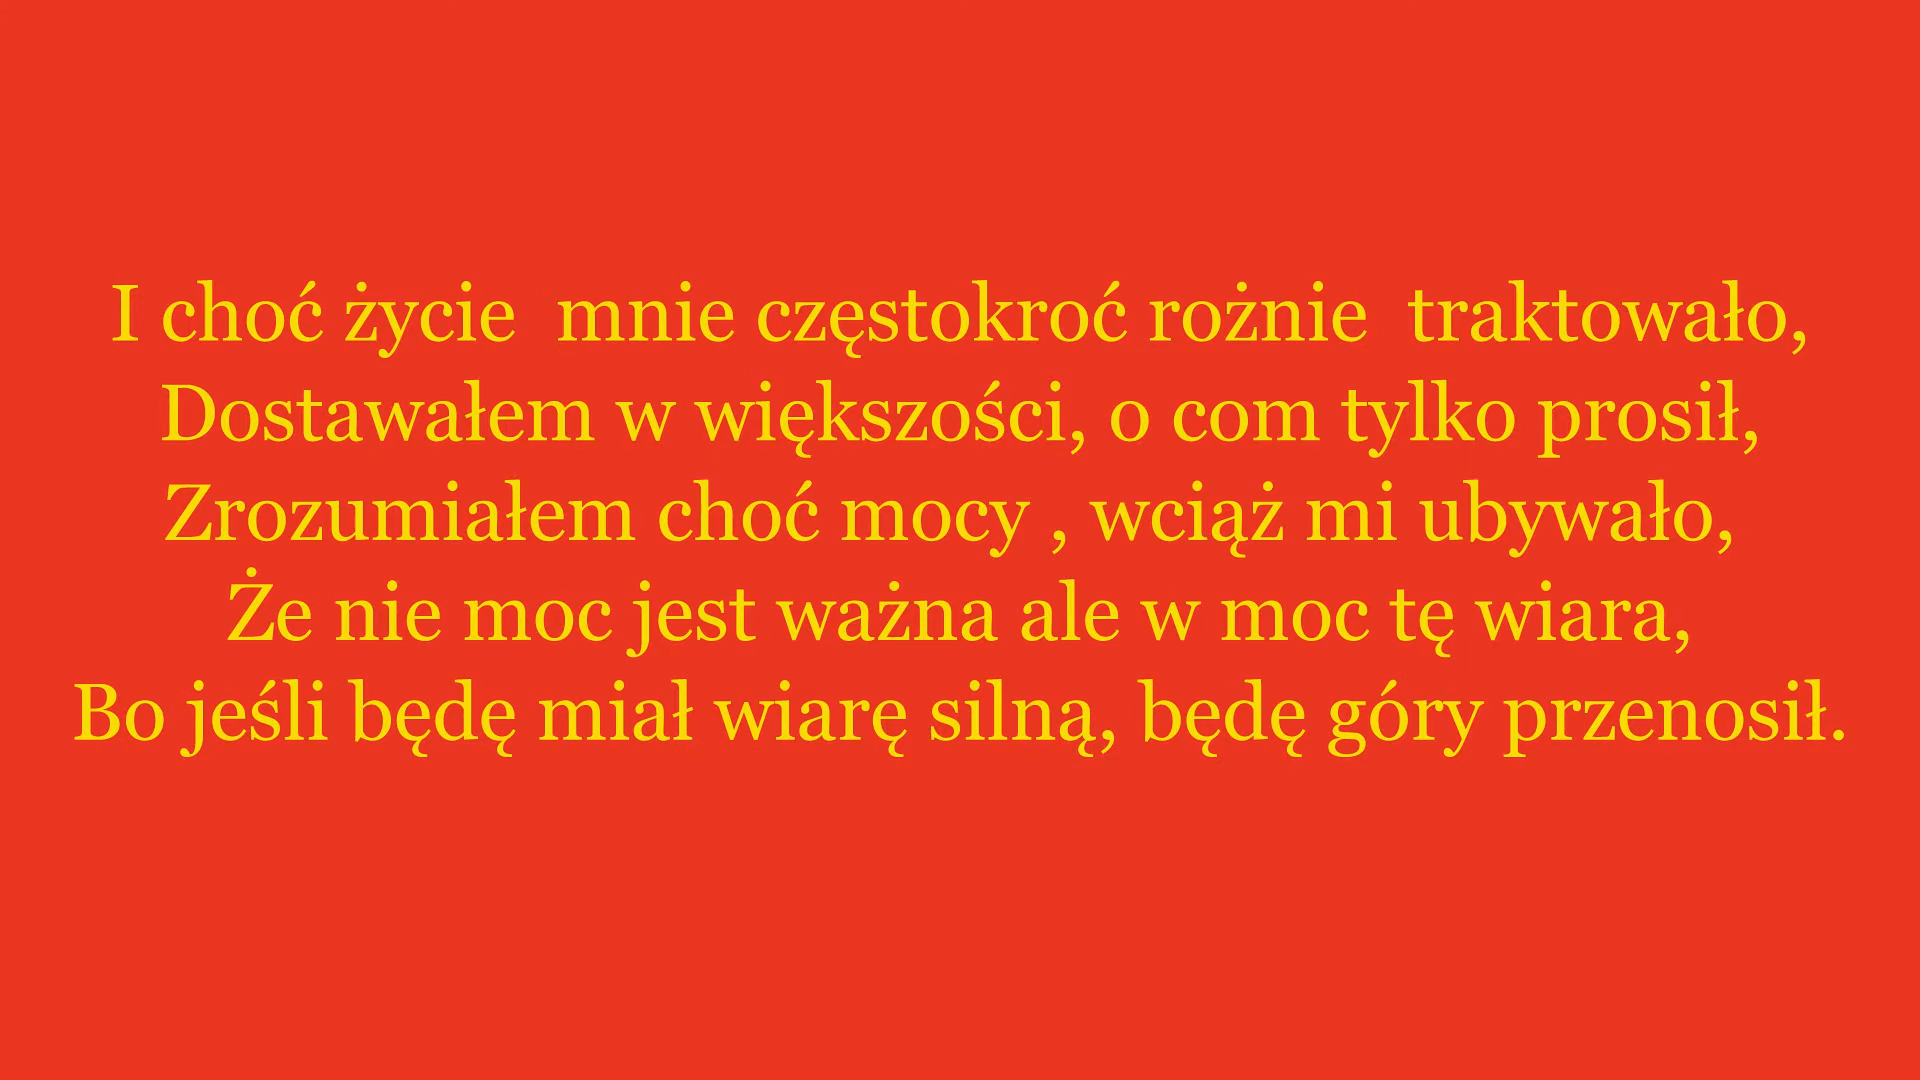 I choć życie  mnie częstokroć rożnie  traktowało,
Dostawałem w większości, o com tylko prosił,
Zrozumiałem choć mocy , wciąż mi ubywało,
Że nie moc jest ważna ale w moc tę wiara,
Bo jeśli będę miał wiarę silną, będę góry przenosił.